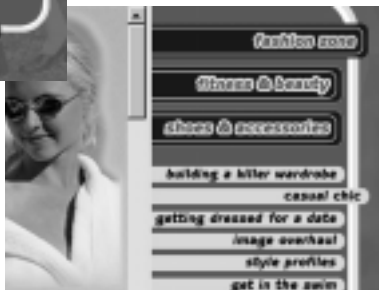 fashion zone
fitness & beauty
shoes & accessories
building a killer wardrobe
casual chic
getting dressed for a date
image overhaul
style profiles
get in the swim